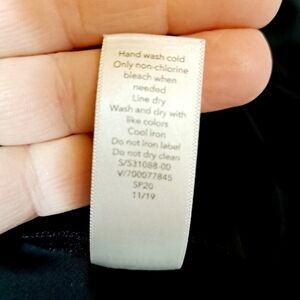 Hand wash cold
Only non-chlorine
bleach when
needed
Line dry
Wash and dry with
like colors
Cool iron
Do not iron label
Do not dry clean
S/S31088-00
V/700077845
SP20
11/19